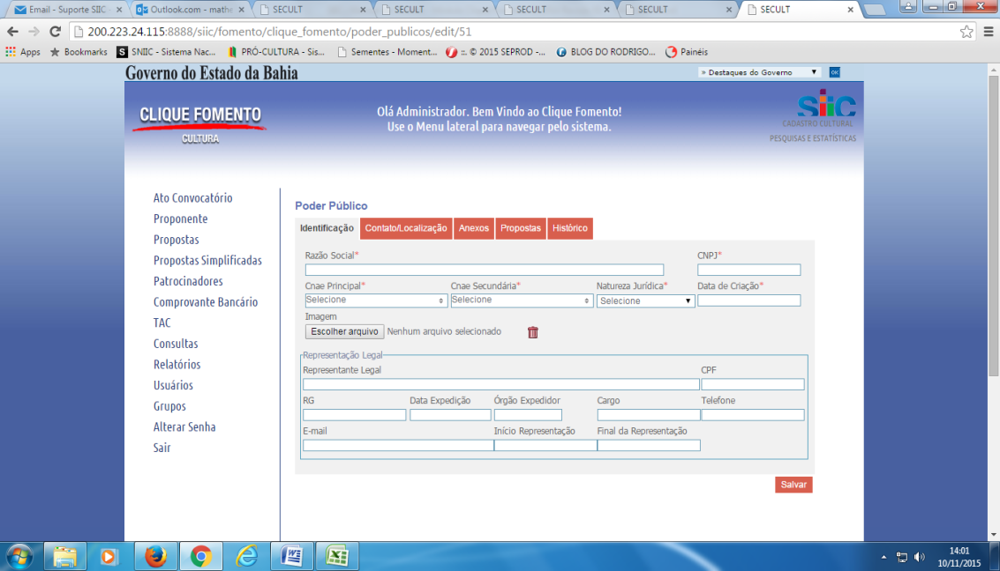 Email - Suporte SIIC
Outlook.com - mathe
SECULT
SECULT
SECULT
SECULT
SECULT
200.223.24.115:8888/siic/fomento/clique_fomento/poder_publicos/edit/51
Apps
Bookmarks
SNIIC - Sistema Nac...
PRÓ-CULTURA - Sis...
Sementes - Moment...
::. © 2015 SEPROD -...
BLOG DO RODRIGO...
Painéis
Governo do Estado da Bahia
» Destaques do Governo
OK
CLIQUE FOMENTO
CULTURA
Olá Administrador. Bem Vindo ao Clique Fomento!
Use o Menu lateral para navegar pelo sistema.
siiC
CADASTRO CULTURAL
PESQUISAS E ESTATÍSTICAS
Ato Convocatório
Proponente
Propostas
Propostas Simplificadas
Patrocinadores
Comprovante Bancário
TAC
Consultas
Relatórios
Usuários
Grupos
Alterar Senha
Sair
Poder Público
Identificação Contato/Localização Anexos Propostas Histórico
Razão Social* CNPJ*
Cnae Principal* Cnae Secundária* Natureza Jurídica* Data de Criação*
Selecione Selecione Selecione
Imagem
Escolher arquivo Nenhum arquivo selecionado
Representação Legal
Representante Legal CPF
RG Data Expedição Órgão Expedidor Cargo Telefone
E-mail Início Representação Final da Representação
Salvar
14:01
10/11/2015